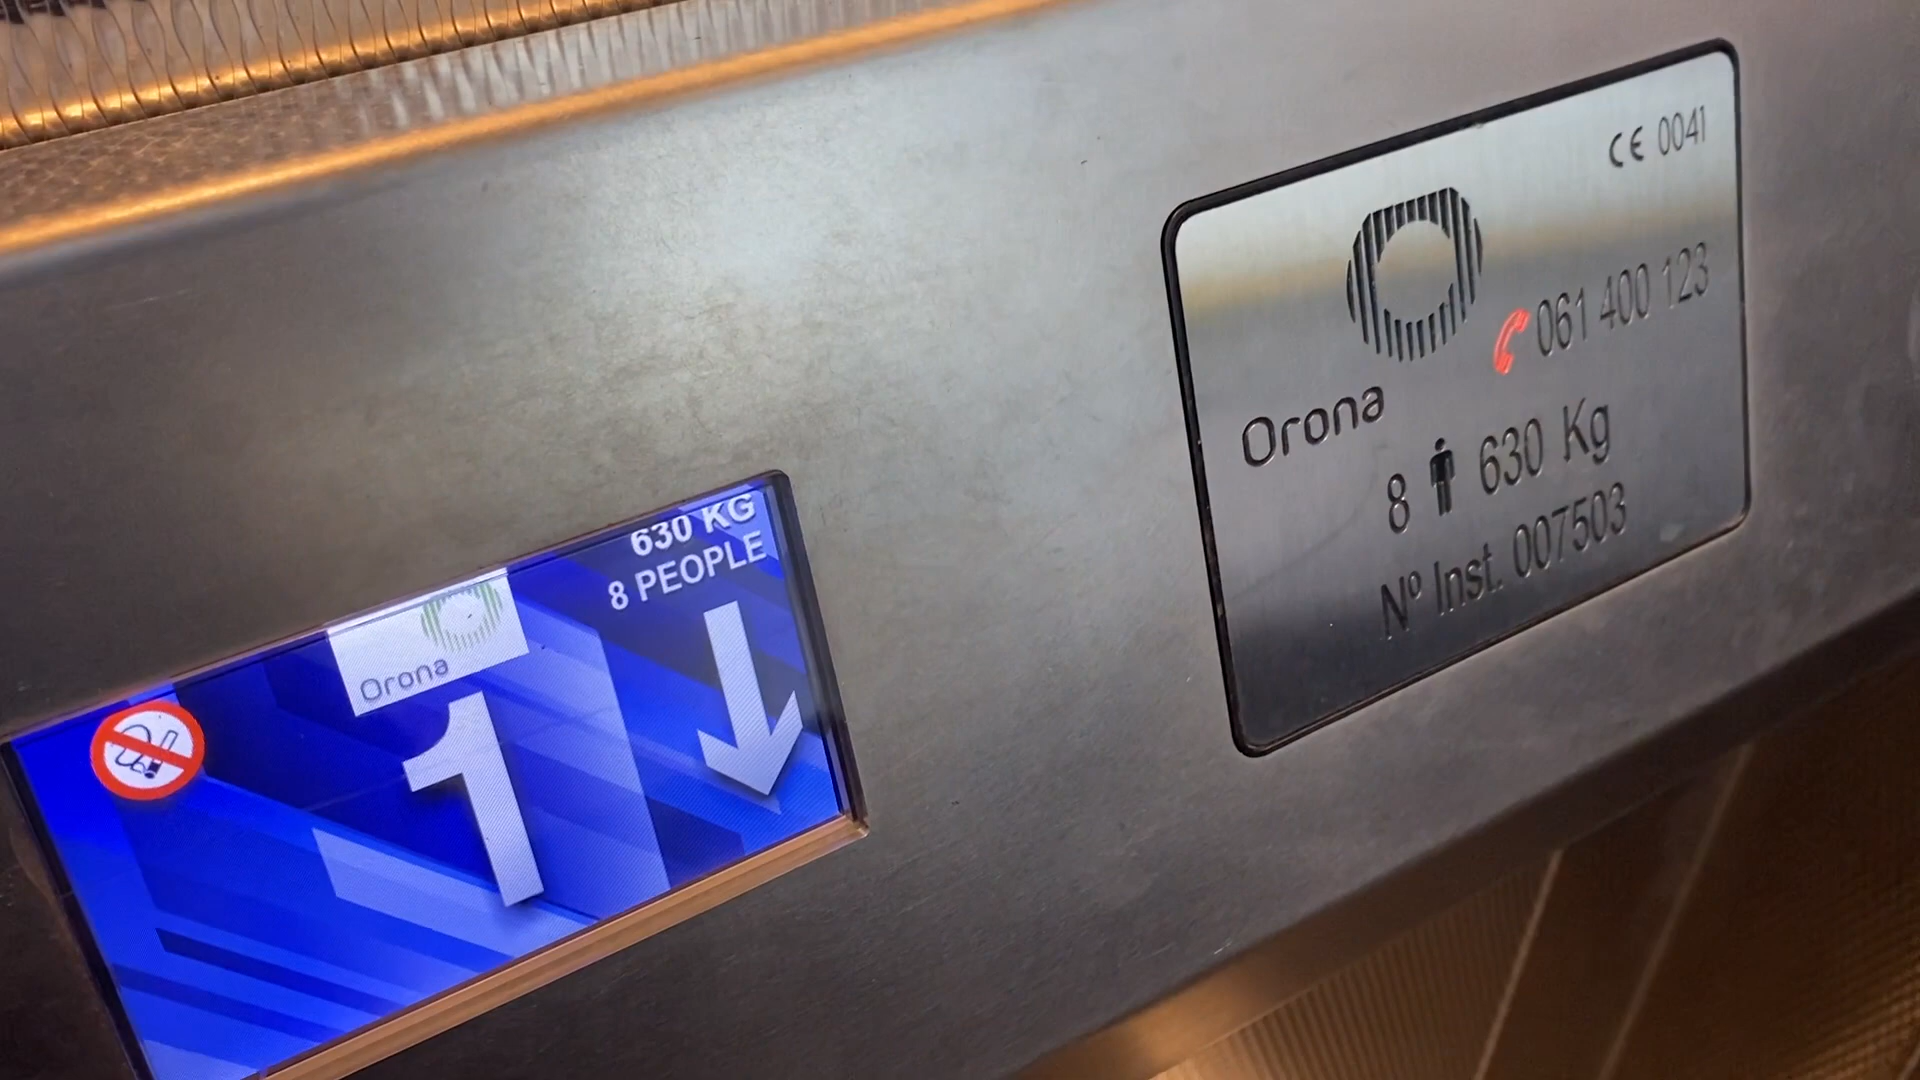 630 KG
8 PEOPLE
Orona
1
CE 0041
061 400 123
Orona
8 630 Kg
Nº Inst. 007503